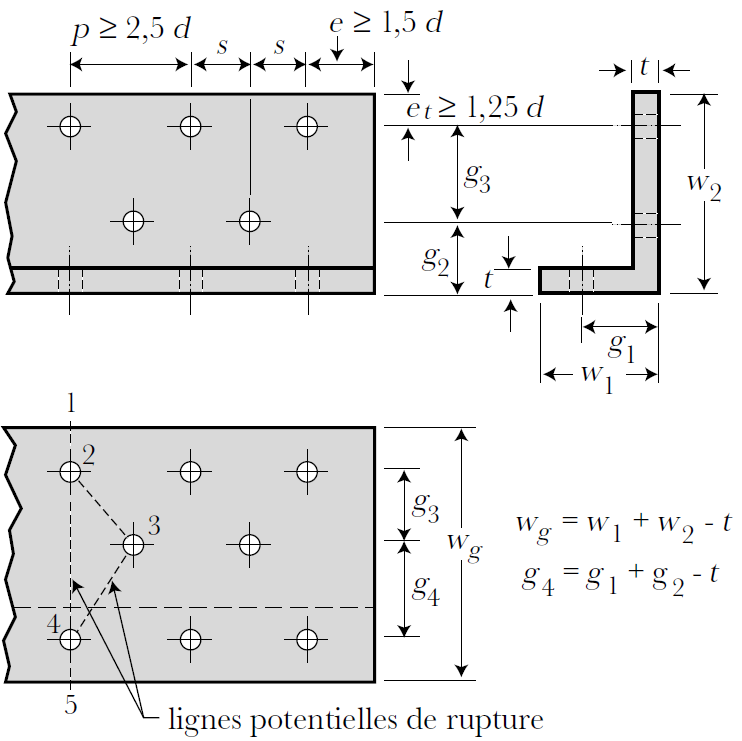 p ≥ 2,5 d
s
s
e ≥ 1,5 d
t
e_t ≥ 1,25 d
g_3
w_2
g_2
t
g_1
w_1
1
2
3
g_3
w_g
w_g = w_1 + w_2 - t
g_4
g_4 = g_1 + g_2 - t
4
5
lignes potentielles de rupture